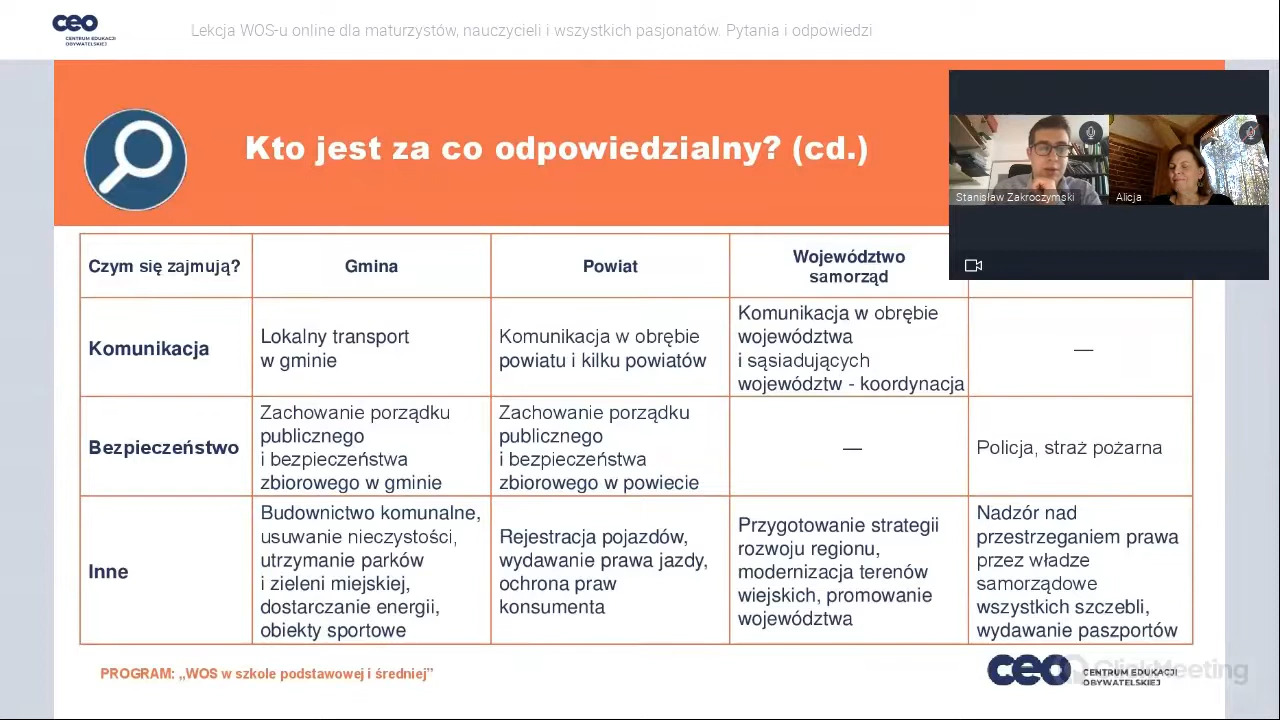 ceo
CENTRUM EDUKACJI
OBYWATELSKIEJ
Lekcja WOS-u online dla maturzystów, nauczycieli i wszystkich pasjonatów. Pytania i odpowiedzi
Kto jest za co odpowiedzialny? (cd.)
Stanisław Zakroczymski
Alicja
Czym się zajmują?
Gmina
Powiat
Województwo
samorząd
Komunikacja
Lokalny transport
w gminie
Komunikacja w obrębie
powiatu i kilku powiatów
Komunikacja w obrębie
województwa
i sąsiadujących
województw - koordynacja
—
Bezpieczeństwo
Zachowanie porządku
publicznego
i bezpieczeństwa
zbiorowego w gminie
Zachowanie porządku
publicznego
i bezpieczeństwa
zbiorowego w powiecie
—
Policja, straż pożarna
Inne
Budownictwo komunalne,
usuwanie nieczystości,
utrzymanie parków
i zieleni miejskiej,
dostarczanie energii,
obiekty sportowe
Rejestracja pojazdów,
wydawanie prawa jazdy,
ochrona praw
konsumenta
Przygotowanie strategii
rozwoju regionu,
modernizacja terenów
wiejskich, promowanie
województwa
Nadzór nad
przestrzeganiem prawa
przez władze
samorządowe
wszystkich szczebli,
wydawanie paszportów
PROGRAM: „WOS w szkole podstawowej i średniej”
ceo
CENTRUM EDUKACJI
OBYWATELSKIEJ
ClickMeeting